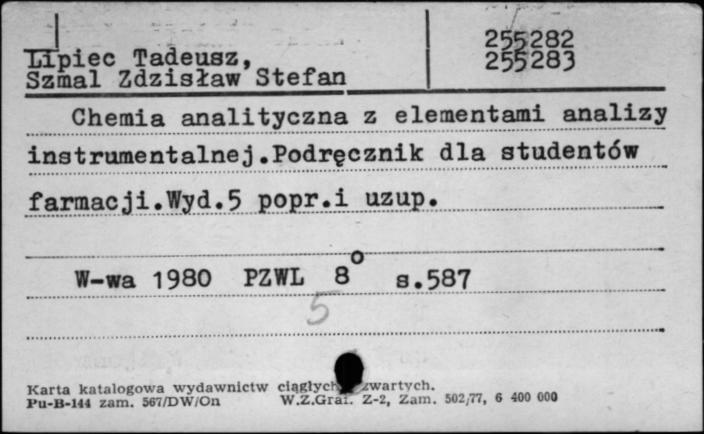 Lipiec Tadeusz, 255282
Szmal Zdzisław Stefan 255283
Chemia analityczna z elementami analizy
instrumentalnej.Podręcznik dla studentów
farmacji.Wyd.5 popr.i uzup.
W-wa 1980 PZWL 8° s.587
5
Karta katalogowa wydawnictw ciągłych zwartych.
Pu-B-144 zam. 567/DW/On W.Z.Graf. Z-2, Zam. 502/77, 6 400 000